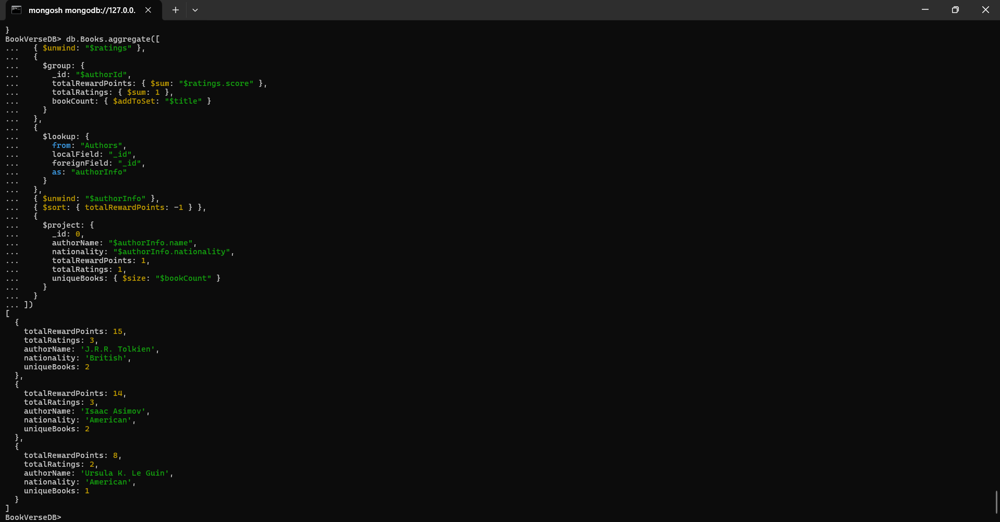 mongosh mongodb://127.0.0.
}
BookVerseDB> db.Books.aggregate([
...   { $unwind: "$ratings" },
...   {
...     $group: {
...       _id: "$authorId",
...       totalRewardPoints: { $sum: "$ratings.score" },
...       totalRatings: { $sum: 1 },
...       bookCount: { $addToSet: "$title" }
...     }
...   },
...   {
...     $lookup: {
...       from: "Authors",
...       localField: "_id",
...       foreignField: "_id",
...       as: "authorInfo"
...     }
...   },
...   { $unwind: "$authorInfo" },
...   { $sort: { totalRewardPoints: -1 } },
...   {
...     $project: {
...       _id: 0,
...       authorName: "$authorInfo.name",
...       nationality: "$authorInfo.nationality",
...       totalRewardPoints: 1,
...       totalRatings: 1,
...       uniqueBooks: { $size: "$bookCount" }
...     }
...   }
... ])
[
  {
    totalRewardPoints: 15,
    totalRatings: 3,
    authorName: 'J.R.R. Tolkien',
    nationality: 'British',
    uniqueBooks: 2
  },
  {
    totalRewardPoints: 14,
    totalRatings: 3,
    authorName: 'Isaac Asimov',
    nationality: 'American',
    uniqueBooks: 2
  },
  {
    totalRewardPoints: 8,
    totalRatings: 2,
    authorName: 'Ursula K. Le Guin',
    nationality: 'American',
    uniqueBooks: 1
  }
]
BookVerseDB>